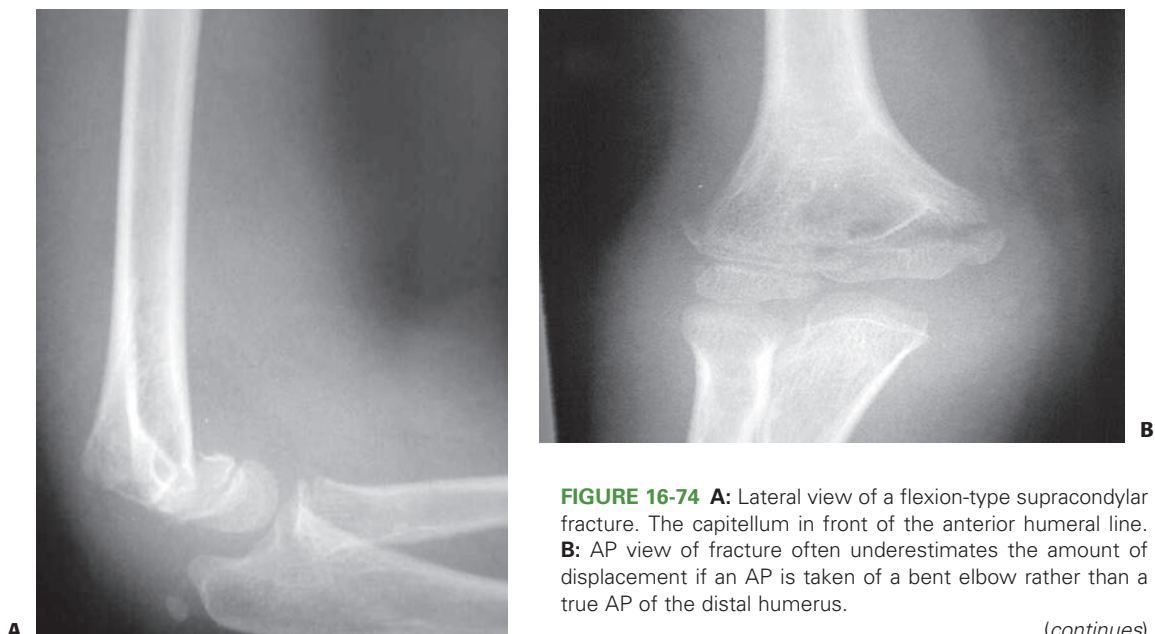 A
B
FIGURE 16-74 A: Lateral view of a flexion-type supracondylar
fracture. The capitellum in front of the anterior humeral line.
B: AP view of fracture often underestimates the amount of
displacement if an AP is taken of a bent elbow rather than a
true AP of the distal humerus.
(continues)